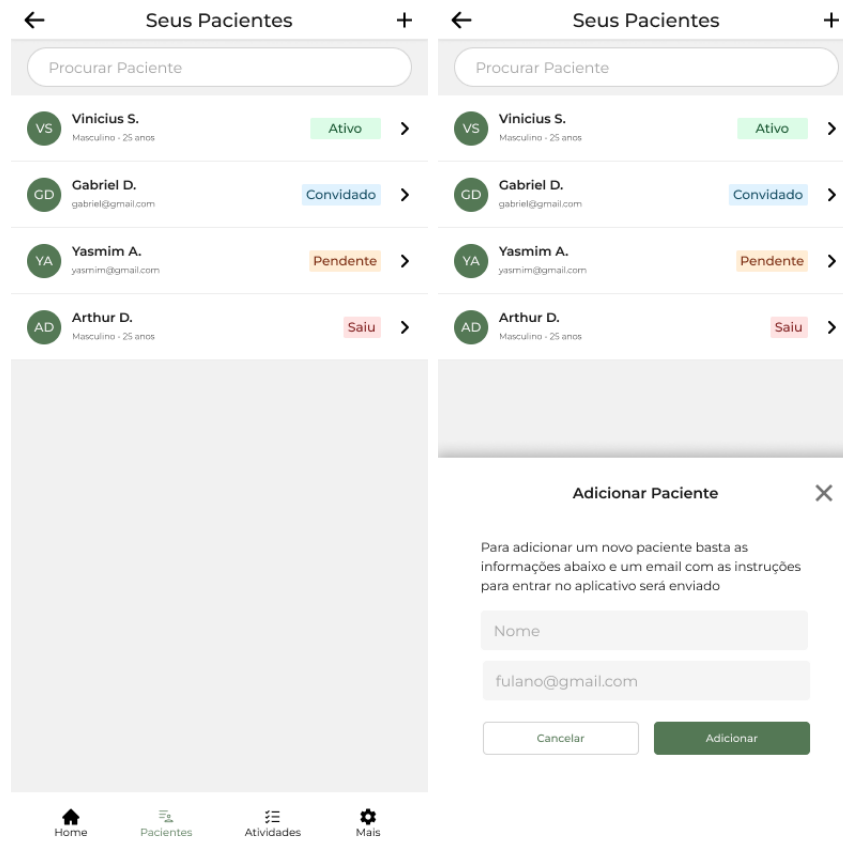 Seus Pacientes
Procurar Paciente
VS
Vinicius S.
Masculino - 25 anos
Ativo
GD
Gabriel D.
gabriel@gmail.com
Convidado
YA
Yasmim A.
yasmim@gmail.com
Pendente
AD
Arthur D.
Masculino - 25 anos
Saiu
Home
Pacientes
Atividades
Mais
Seus Pacientes
Procurar Paciente
VS
Vinicius S.
Masculino - 25 anos
Ativo
GD
Gabriel D.
gabriel@gmail.com
Convidado
YA
Yasmim A.
yasmim@gmail.com
Pendente
AD
Arthur D.
Masculino - 25 anos
Saiu
Adicionar Paciente
Para adicionar um novo paciente basta as
informações abaixo e um email com as instruções
para entrar no aplicativo será enviado
Nome
fulano@gmail.com
Cancelar
Adicionar